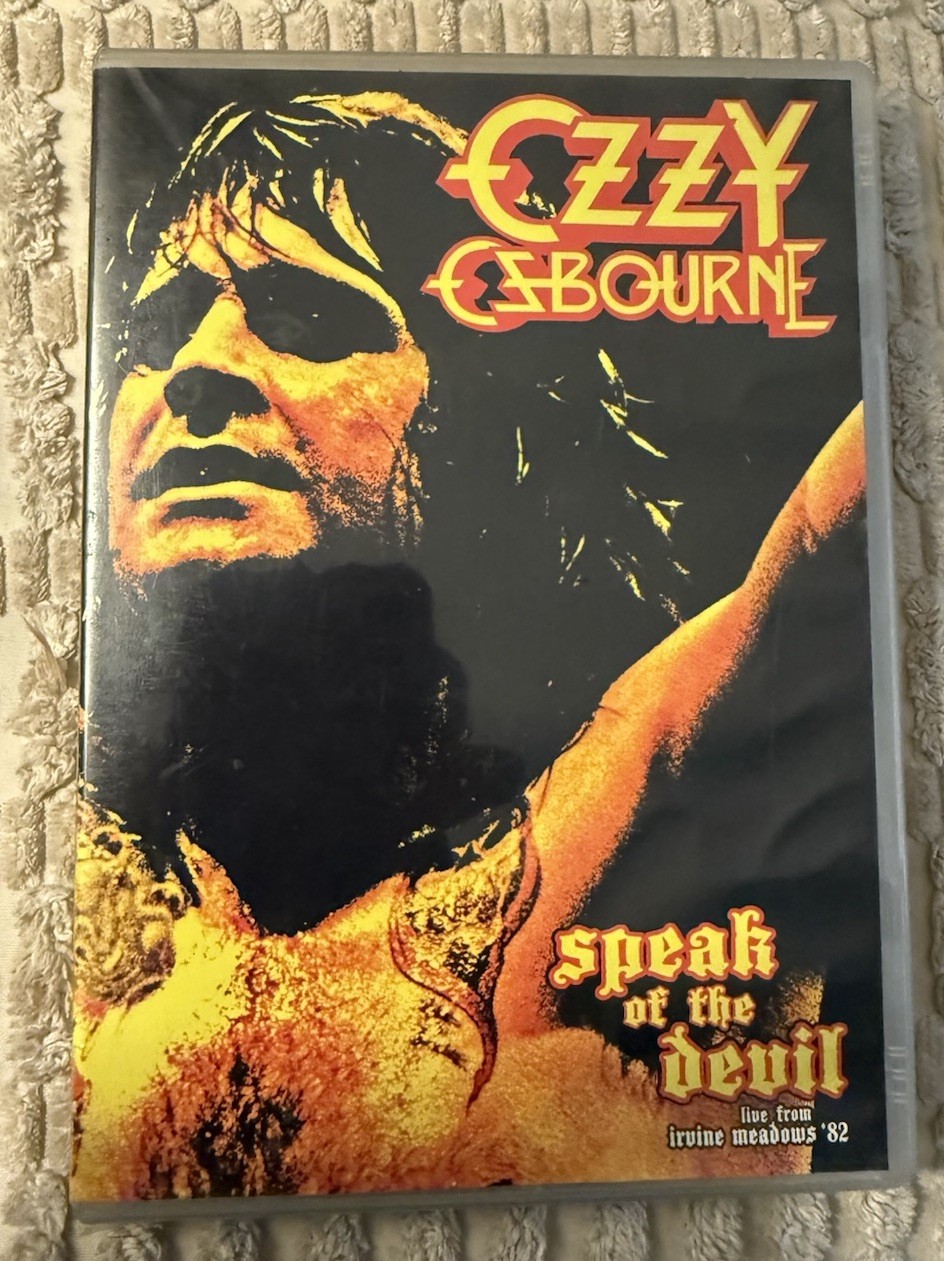 OZZY
OSBOURNE
speak
of the
devil
live from
irvine meadows '82